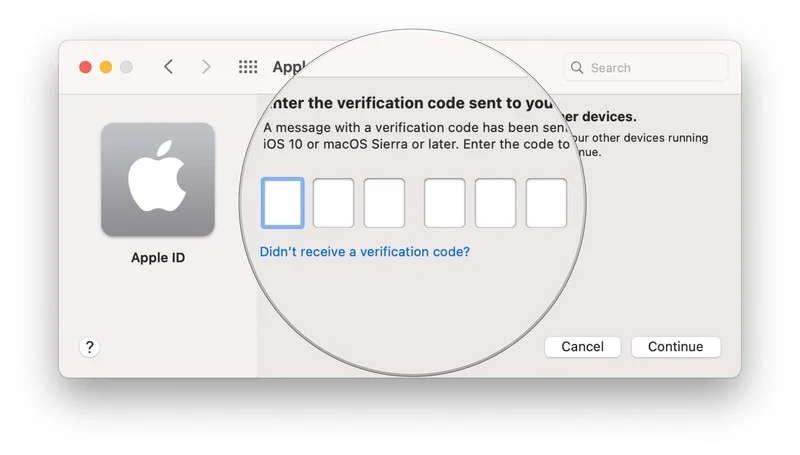 Appl
Search
nter the verification code sent to you
er devices.
A message with a verification code has been sen
our other devices running
iOS 10 or macOS Sierra or later. Enter the code to
nue.
Didn't receive a verification code?
Apple ID
?
Cancel
Continue